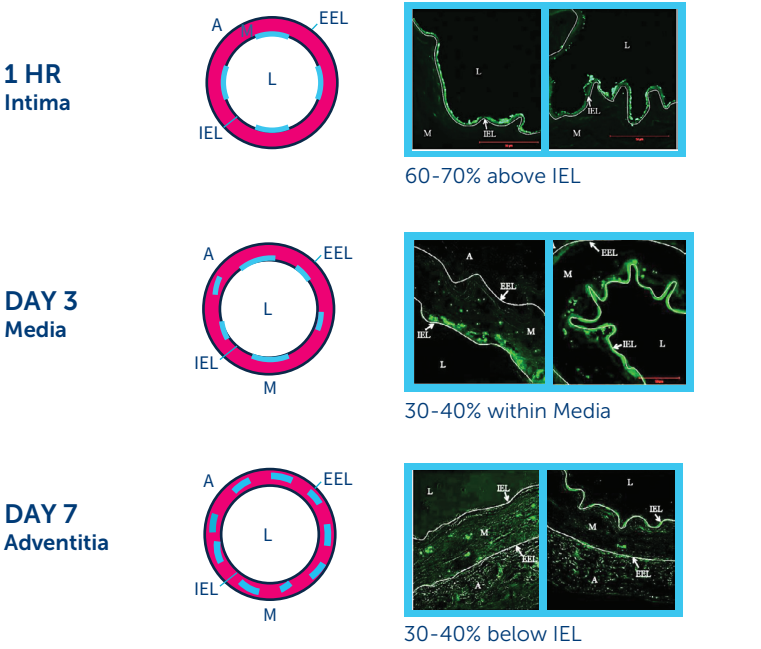 1 HR
Intima
A
M
EEL
L
IEL
L
IEL
M
L
IEL
M
60-70% above IEL
DAY 3
Media
A
EEL
L
IEL
M
A
EEL
M
IEL
L
EEL
M
L
IEL
30-40% within Media
DAY 7
Adventitia
A
EEL
L
IEL
M
L
IEL
M
EEL
A
L
IEL
M
EEL
A
30-40% below IEL